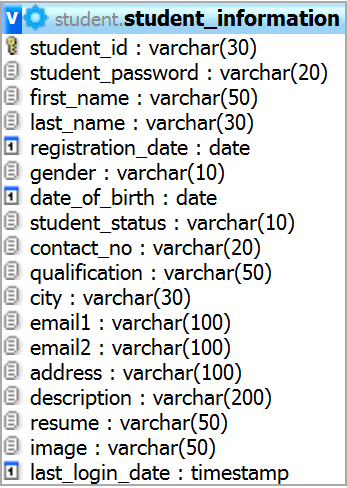 V student.student_information
student_id : varchar(30)
student_password : varchar(20)
first_name : varchar(50)
last_name : varchar(30)
registration_date : date
gender : varchar(10)
date_of_birth : date
student_status : varchar(10)
contact_no : varchar(20)
qualification : varchar(50)
city : varchar(30)
email1 : varchar(100)
email2 : varchar(100)
address : varchar(100)
description : varchar(200)
resume : varchar(50)
image : varchar(50)
last_login_date : timestamp